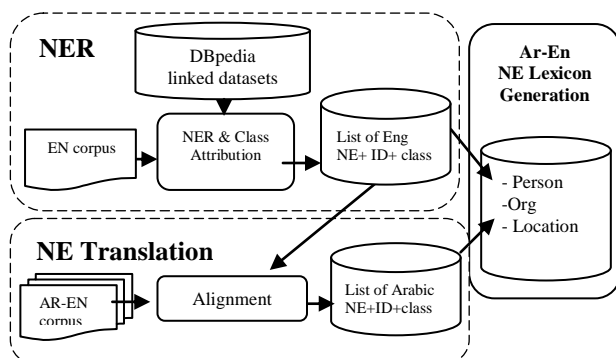 NER
DBpedia
linked datasets
EN corpus
NER & Class
Attribution
List of Eng
NE+ ID+ class
Ar-En
NE Lexicon
Generation
- Person
-Org
- Location
NE Translation
AR-EN
corpus
Alignment
List of Arabic
NE+ID+class